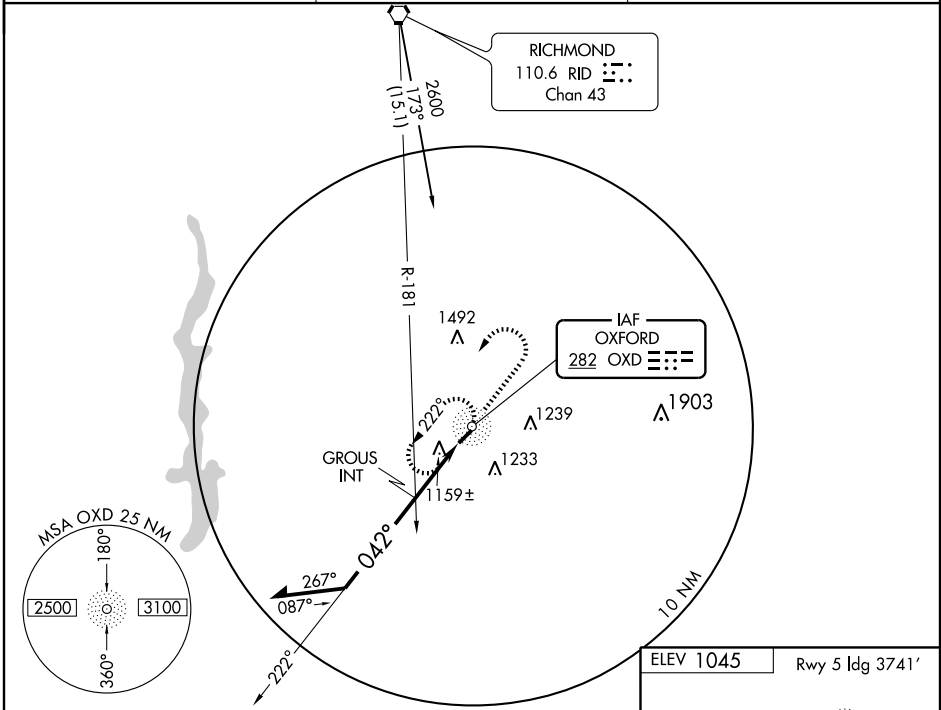 RICHMOND
110.6 RID
Chan 43
2600
173°
(15.1)
R-181
1492
IAF
OXFORD
282 OXD
1903
1239
222°
GROUS
INT
1233
1159±
MSA OXD 25 NM
180°
2500
3100
360°
042°
267°
087°
222°
10 NM
ELEV 1045
Rwy 5 ldg 3741'